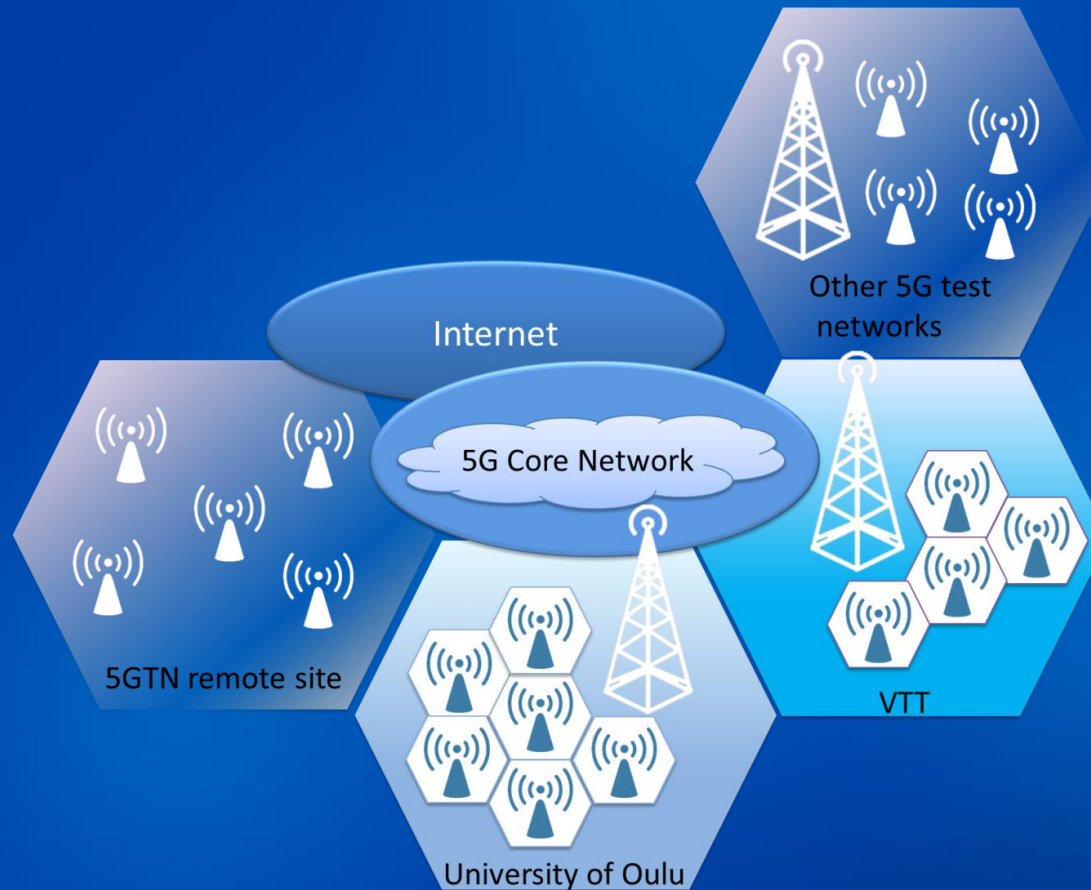 Other 5G test
networks
Internet
5G Core Network
5GTN remote site
VTT
University of Oulu